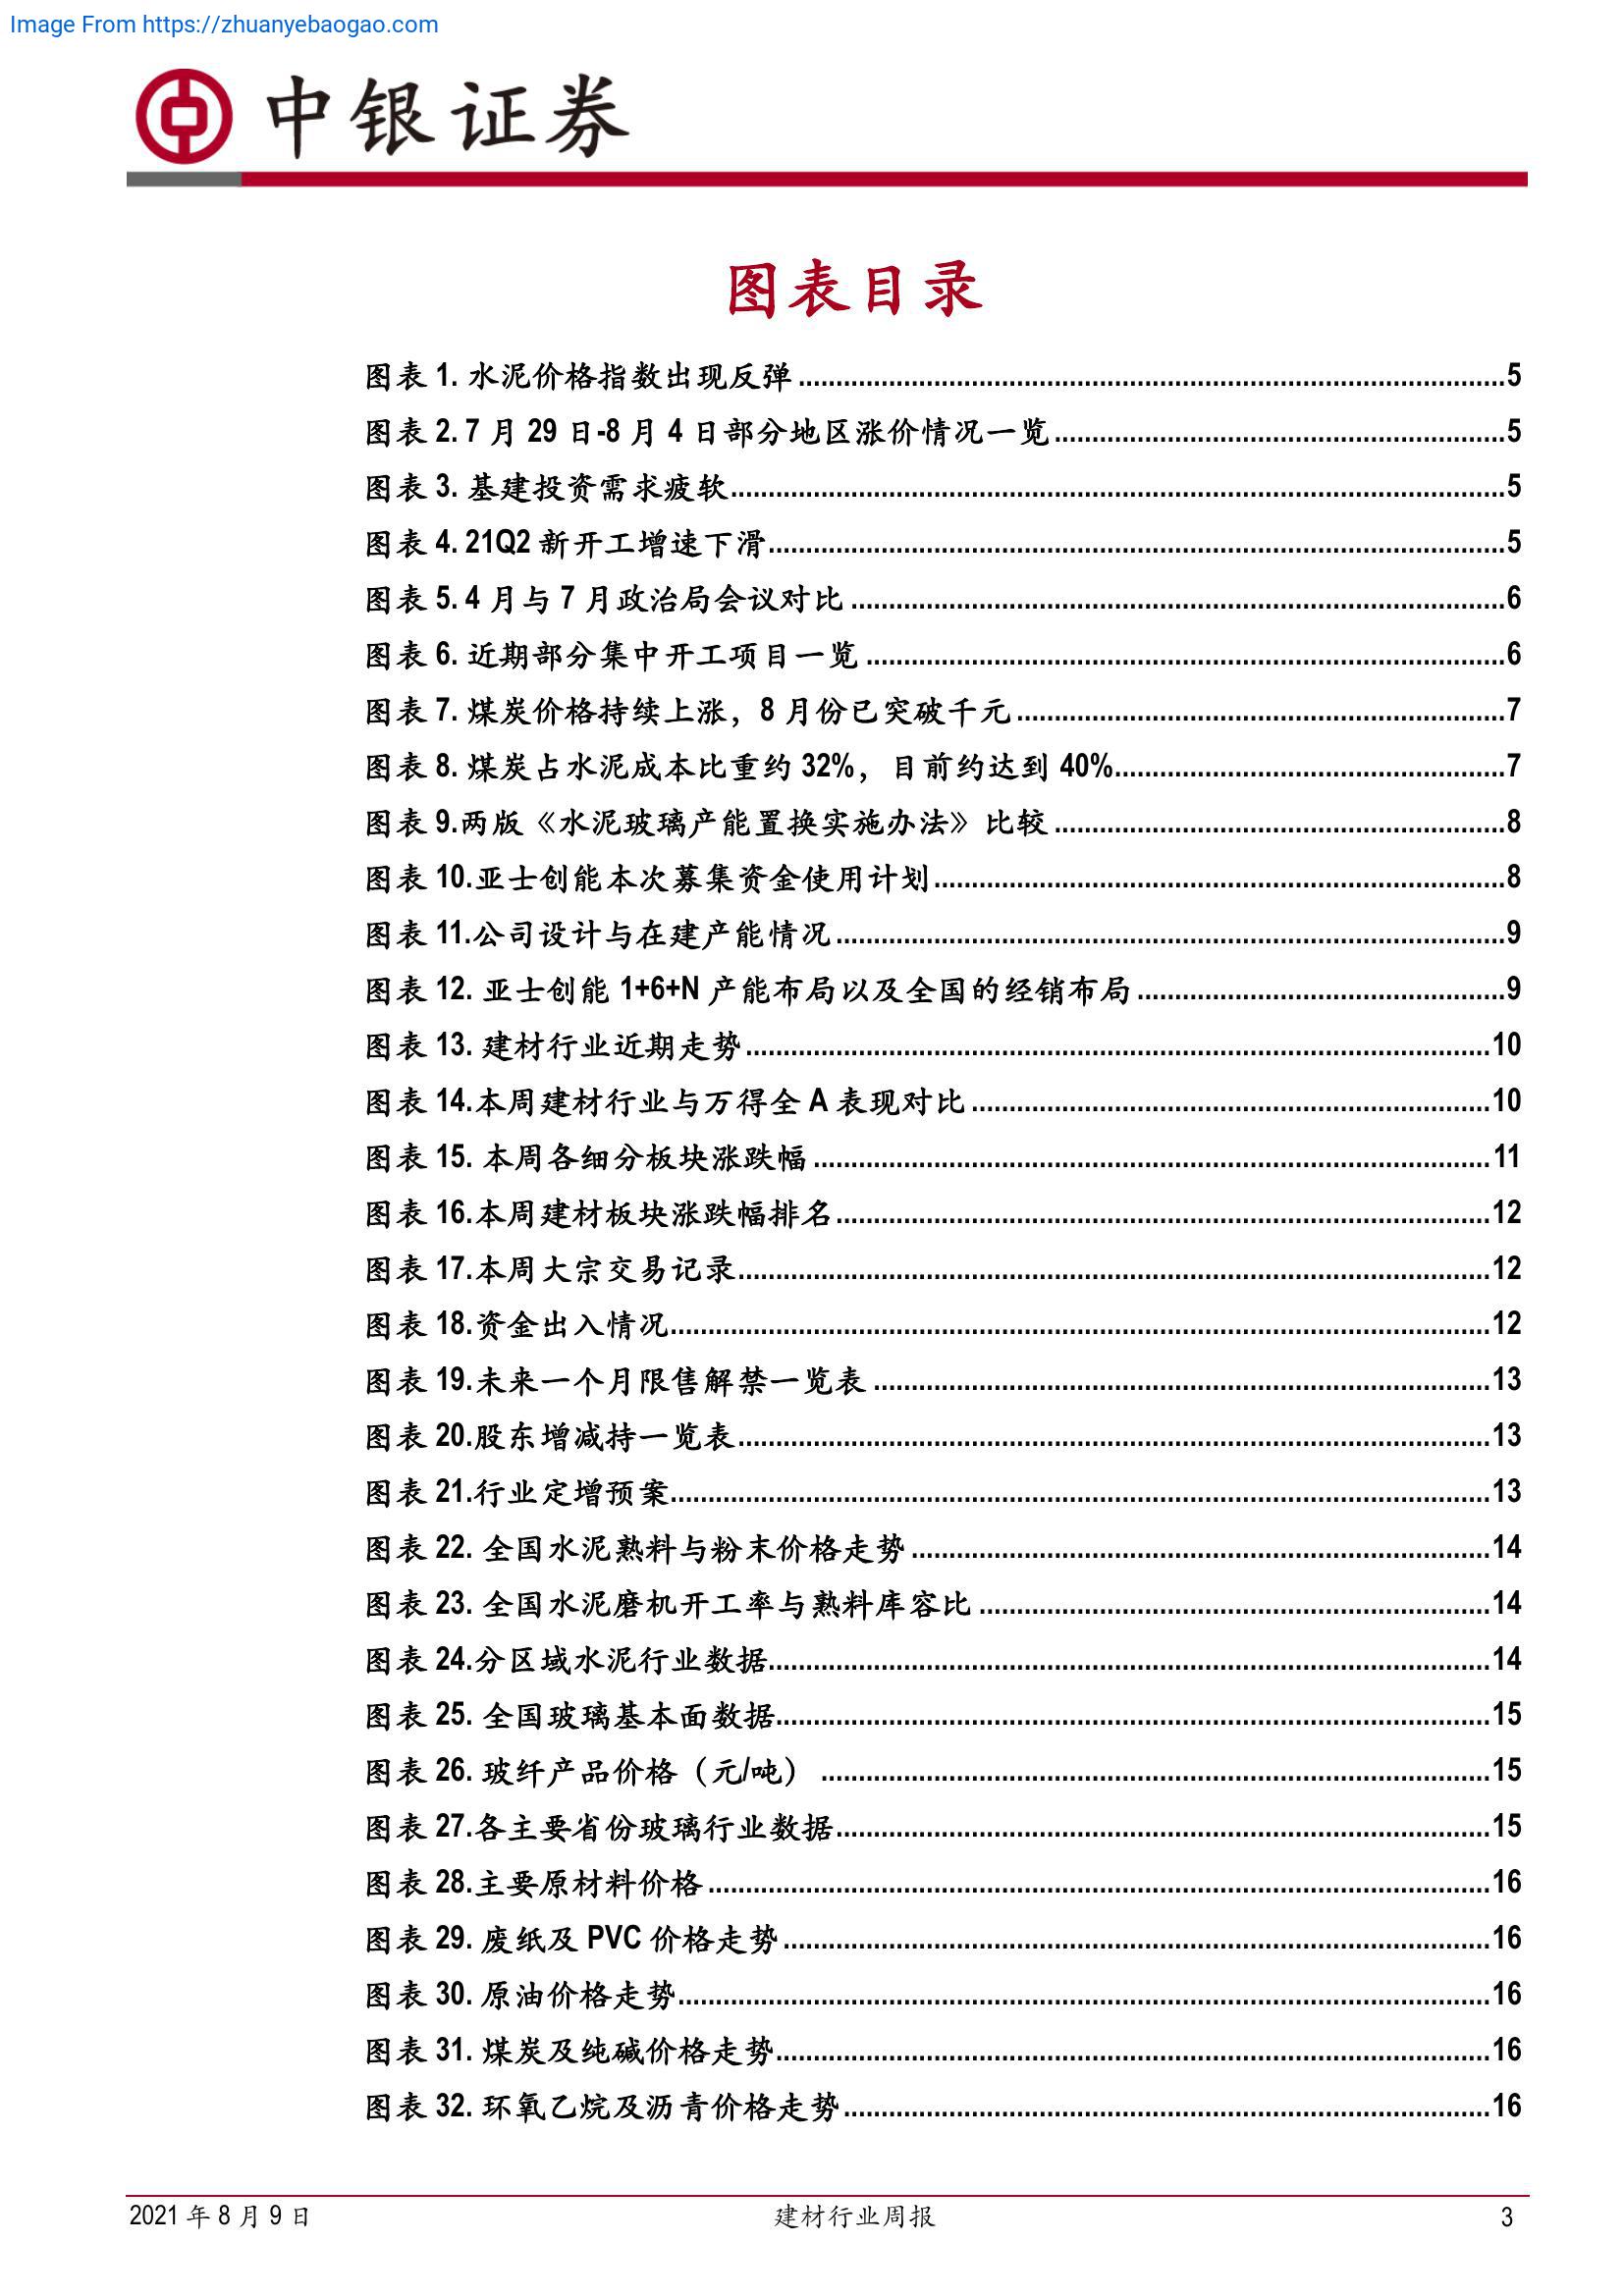 Image From https://zhuanyebaogao.com
中银证券
图表目录
图表 1. 水泥价格指数出现反弹 ........................................ 5
图表 2. 7 月 29 日-8 月 4 日部分地区涨价情况一览 ........................................ 5
图表 3. 基建投资需求疲软 ........................................ 5
图表 4. 21Q2 新开工增速下滑 ........................................ 5
图表 5. 4 月与 7 月政治局会议对比 ........................................ 6
图表 6. 近期部分集中开工项目一览 ........................................ 6
图表 7. 煤炭价格持续上涨，8 月份已突破千元 ........................................ 7
图表 8. 煤炭占水泥成本比重约 32%，目前约达到 40% ........................................ 7
图表 9.两版《水泥玻璃产能置换实施办法》比较 ........................................ 8
图表 10.亚士创能本次募集资金使用计划 ........................................ 8
图表 11.公司设计与在建产能情况 ........................................ 9
图表 12. 亚士创能 1+6+N 产能布局以及全国的经销布局 ........................................ 9
图表 13. 建材行业近期走势 ........................................ 10
图表 14.本周建材行业与万得全 A 表现对比 ........................................ 10
图表 15. 本周各细分板块涨跌幅 ........................................ 11
图表 16.本周建材板块涨跌幅排名 ........................................ 12
图表 17.本周大宗交易记录 ........................................ 12
图表 18.资金出入情况 ........................................ 12
图表 19.未来一个月限售解禁一览表 ........................................ 13
图表 20.股东增减持一览表 ........................................ 13
图表 21.行业定增预案 ........................................ 13
图表 22. 全国水泥熟料与粉末价格走势 ........................................ 14
图表 23. 全国水泥磨机开工率与熟料库容比 ........................................ 14
图表 24.分区域水泥行业数据 ........................................ 14
图表 25. 全国玻璃基本面数据 ........................................ 15
图表 26. 玻纤产品价格（元/吨） ........................................ 15
图表 27.各主要省份玻璃行业数据 ........................................ 15
图表 28.主要原材料价格 ........................................ 16
图表 29. 废纸及 PVC 价格走势 ........................................ 16
图表 30. 原油价格走势 ........................................ 16
图表 31. 煤炭及纯碱价格走势 ........................................ 16
图表 32. 环氧乙烷及沥青价格走势 ........................................ 16
2021 年 8 月 9 日 建材行业周报 3